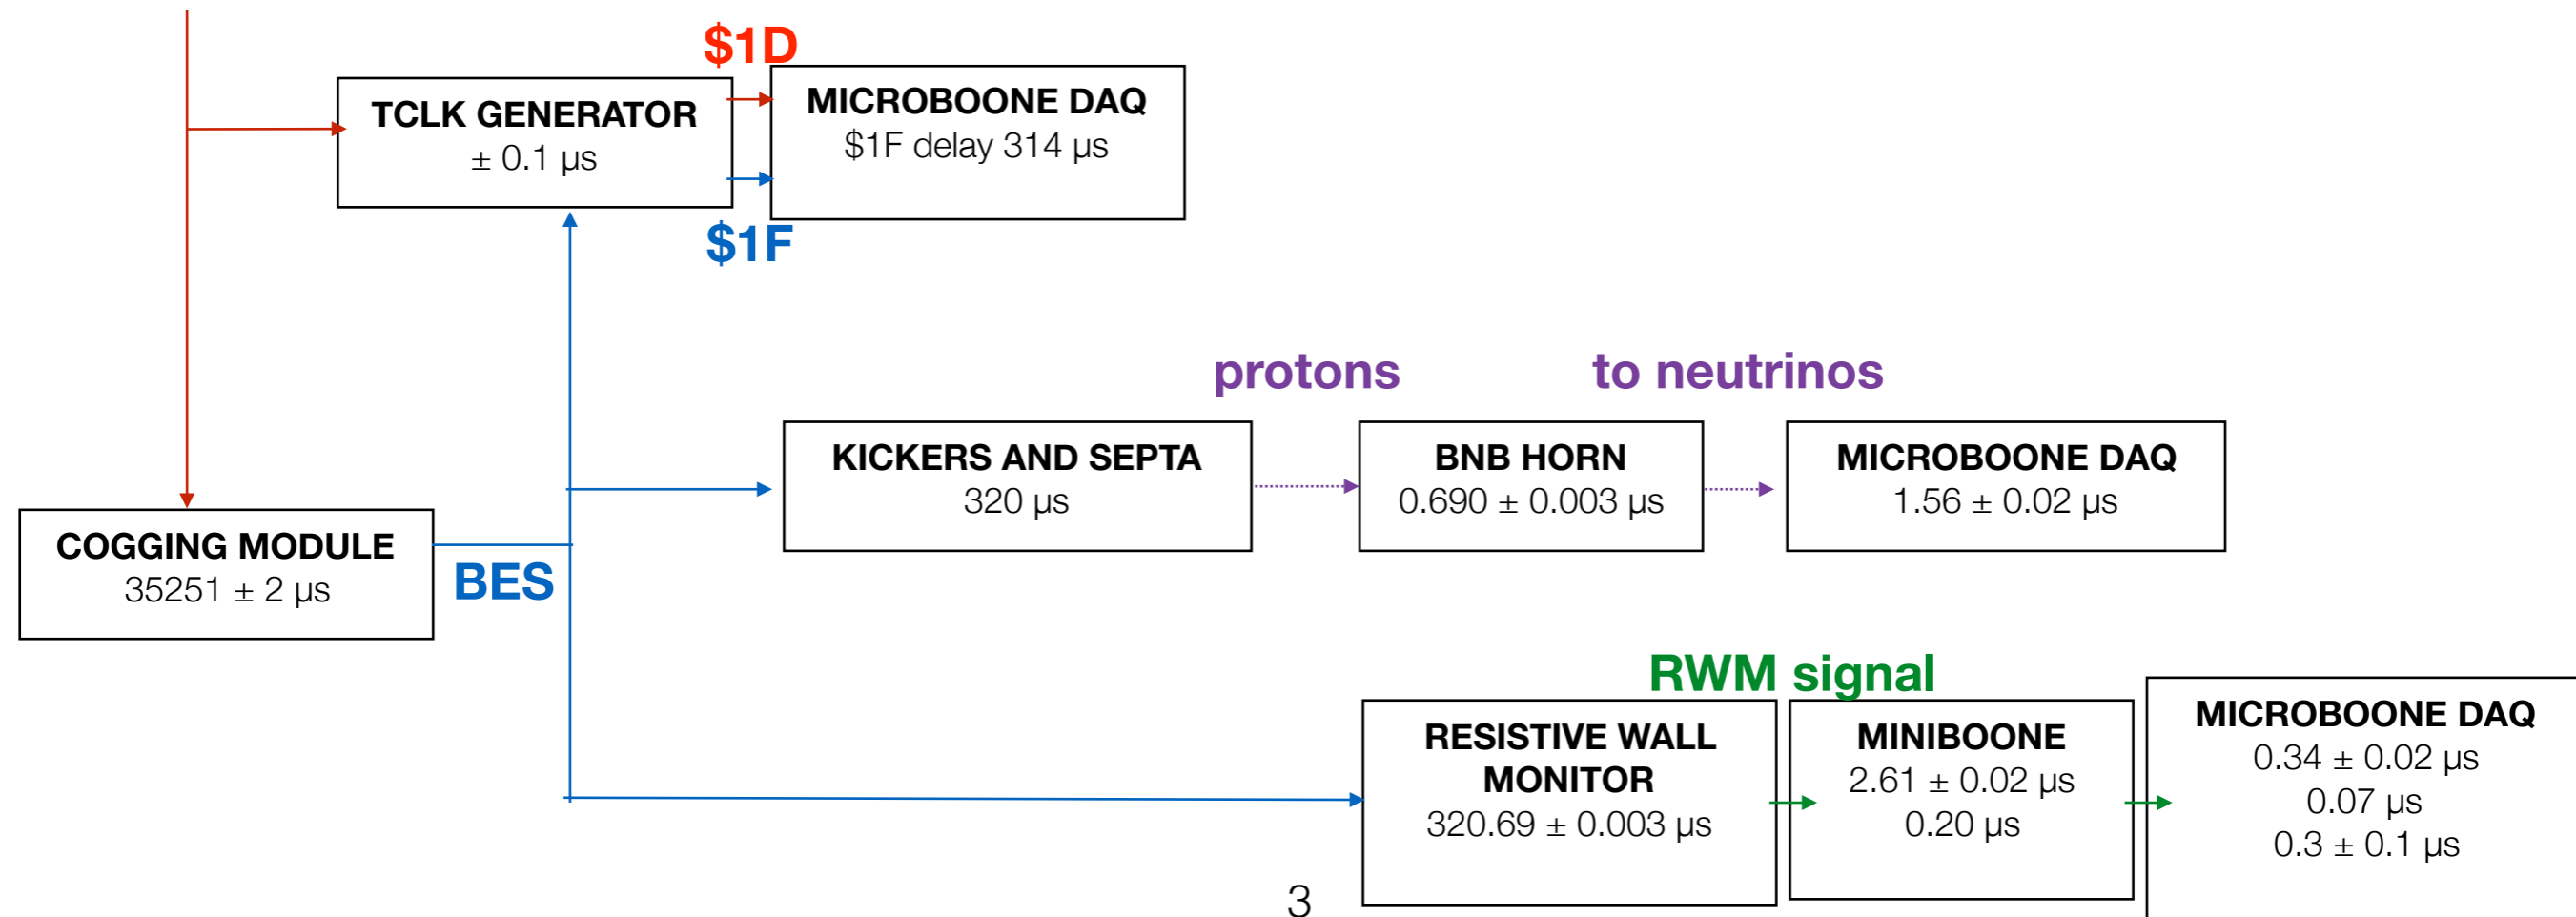 $1D
TCLK GENERATOR
± 0.1 µs
MICROBOONE DAQ
$1F delay 314 µs
$1F
protons
to neutrinos
KICKERS AND SEPTA
320 µs
BNB HORN
0.690 ± 0.003 µs
MICROBOONE DAQ
1.56 ± 0.02 µs
COGGING MODULE
35251 ± 2 µs
BES
RWM signal
RESISTIVE WALL
MONITOR
320.69 ± 0.003 µs
MINIBOONE
2.61 ± 0.02 µs
0.20 µs
MICROBOONE DAQ
0.34 ± 0.02 µs
0.07 µs
0.3 ± 0.1 µs
3